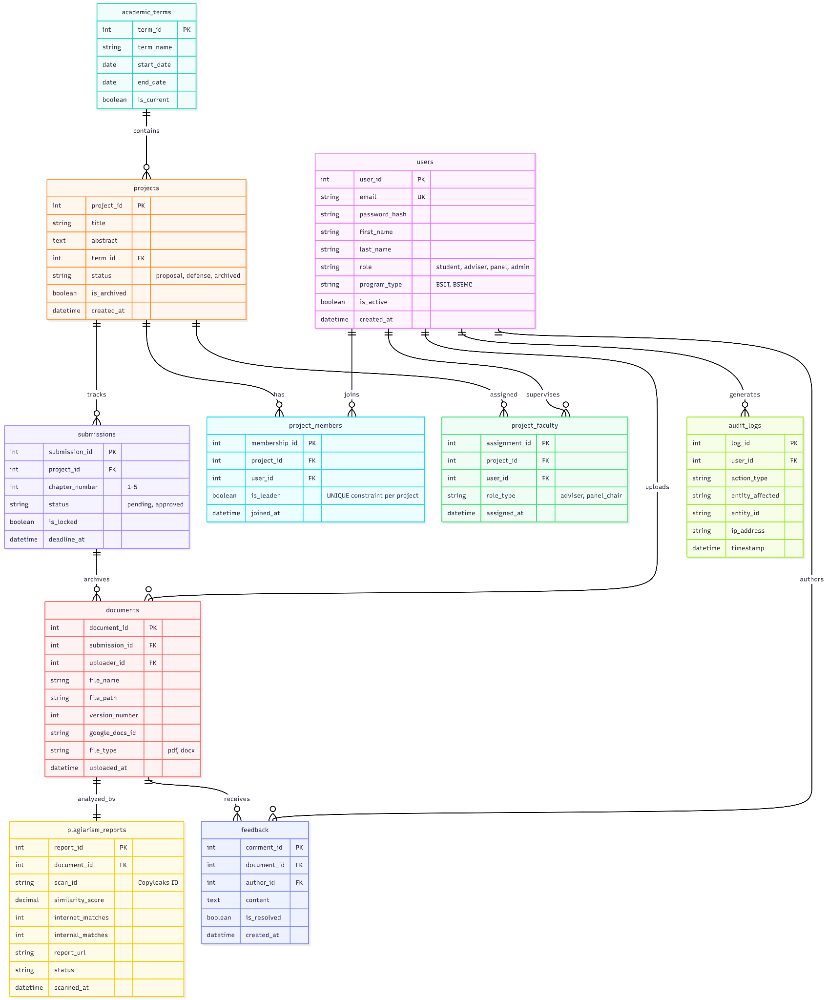 academic_terms
int term_id PK
string term_name
date start_date
date end_date
boolean is_current
contains
projects
int project_id PK
string title
text abstract
int term_id FK
string status proposal, defense, archived
boolean is_archived
datetime created_at
users
int user_id PK
string email UK
string password_hash
string first_name
string last_name
string role student, adviser, panel, admin
string program_type BSIT, BSEMC
boolean is_active
datetime created_at
tracks
has
joins
assigned
supervises
generates
submissions
int submission_id PK
int project_id FK
int chapter_number 1-5
string status pending, approved
boolean is_locked
datetime deadline_at
project_members
int membership_id PK
int project_id FK
int user_id FK
boolean is_leader UNIQUE constraint per project
datetime joined_at
project_faculty
int assignment_id PK
int project_id FK
int user_id FK
string role_type adviser, panel_chair
datetime assigned_at
uploads
audit_logs
int log_id PK
int user_id FK
string action_type
string entity_affected
string entity_id
string ip_address
datetime timestamp
archives
authors
documents
int document_id PK
int submission_id FK
int uploader_id FK
string file_name
string file_path
int version_number
string google_docs_id
string file_type pdf, docx
datetime uploaded_at
analyzed_by
receives
plagiarism_reports
int report_id PK
int document_id FK
string scan_id Copyleaks ID
decimal similarity_score
int internet_matches
int internal_matches
string report_url
string status
datetime scanned_at
feedback
int comment_id PK
int document_id FK
int author_id FK
text content
boolean is_resolved
datetime created_at